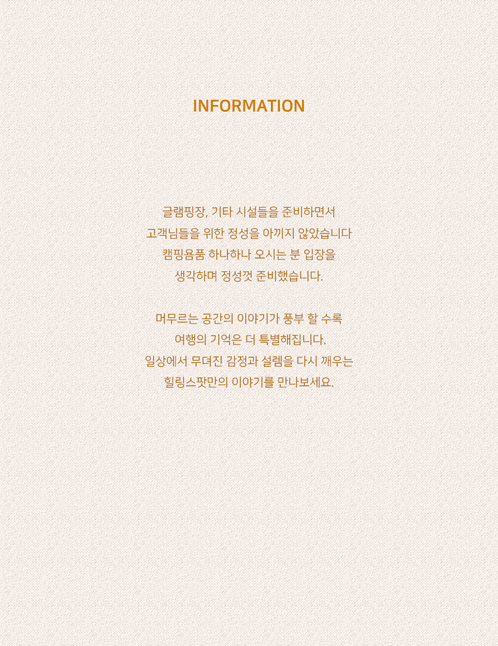 INFORMATION
글램핑장, 기타 시설들을 준비하면서
고객님들을 위한 정성을 아끼지 않았습니다
캠핑용품 하나하나 오시는 분 입장을
생각하며 정성껏 준비했습니다.
머무르는 공간의 이야기가 풍부 할 수록
여행의 기억은 더 특별해집니다.
일상에서 무뎌진 감정과 설렘을 다시 깨우는
힐링스팟만의 이야기를 만나보세요.